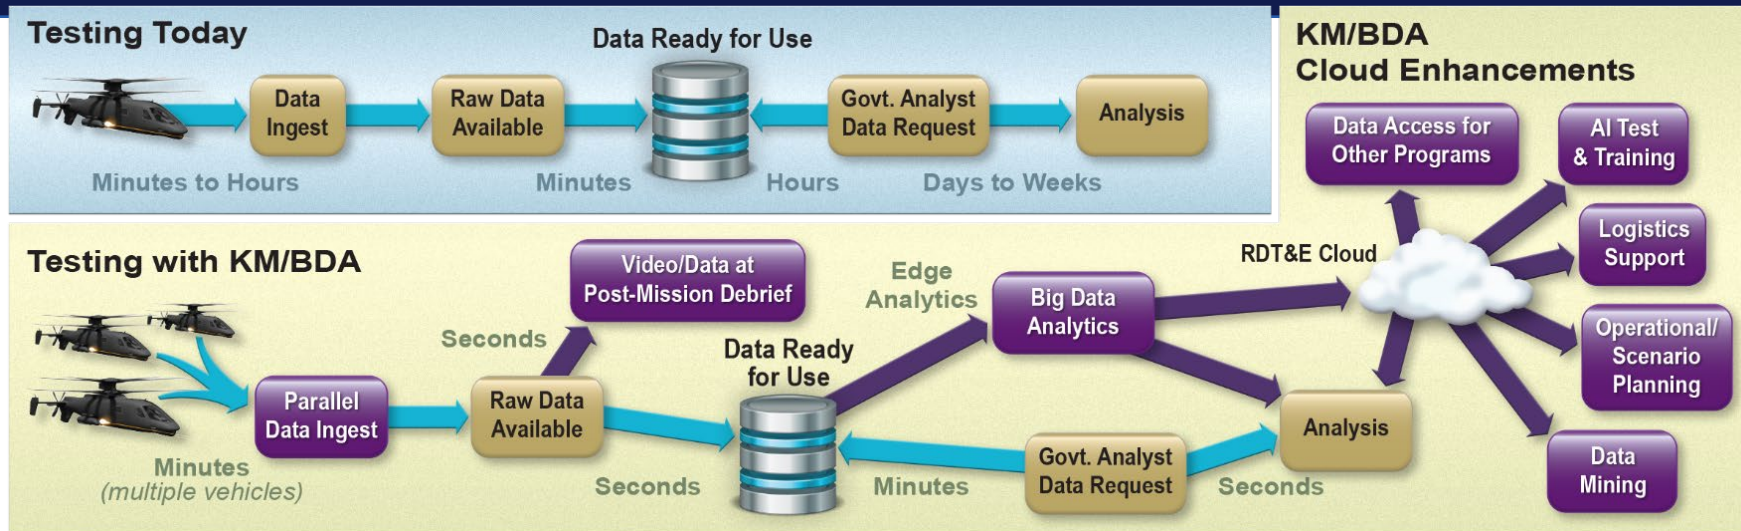 Testing Today
Data Ready for Use
Data
Ingest
Raw Data
Available
Govt. Analyst
Data Request
Analysis
Minutes to Hours
Minutes
Hours
Days to Weeks
KM/BDA
Cloud Enhancements
Data Access for
Other Programs
AI Test
& Training
Logistics
Support
Operational/
Scenario
Planning
Data
Mining
RDT&E Cloud
Testing with KM/BDA
Video/Data at
Post-Mission Debrief
Edge
Analytics
Big Data
Analytics
Seconds
Data Ready
for Use
Parallel
Data Ingest
Raw Data
Available
Analysis
Govt. Analyst
Data Request
Minutes
(multiple vehicles)
Seconds
Minutes
Seconds